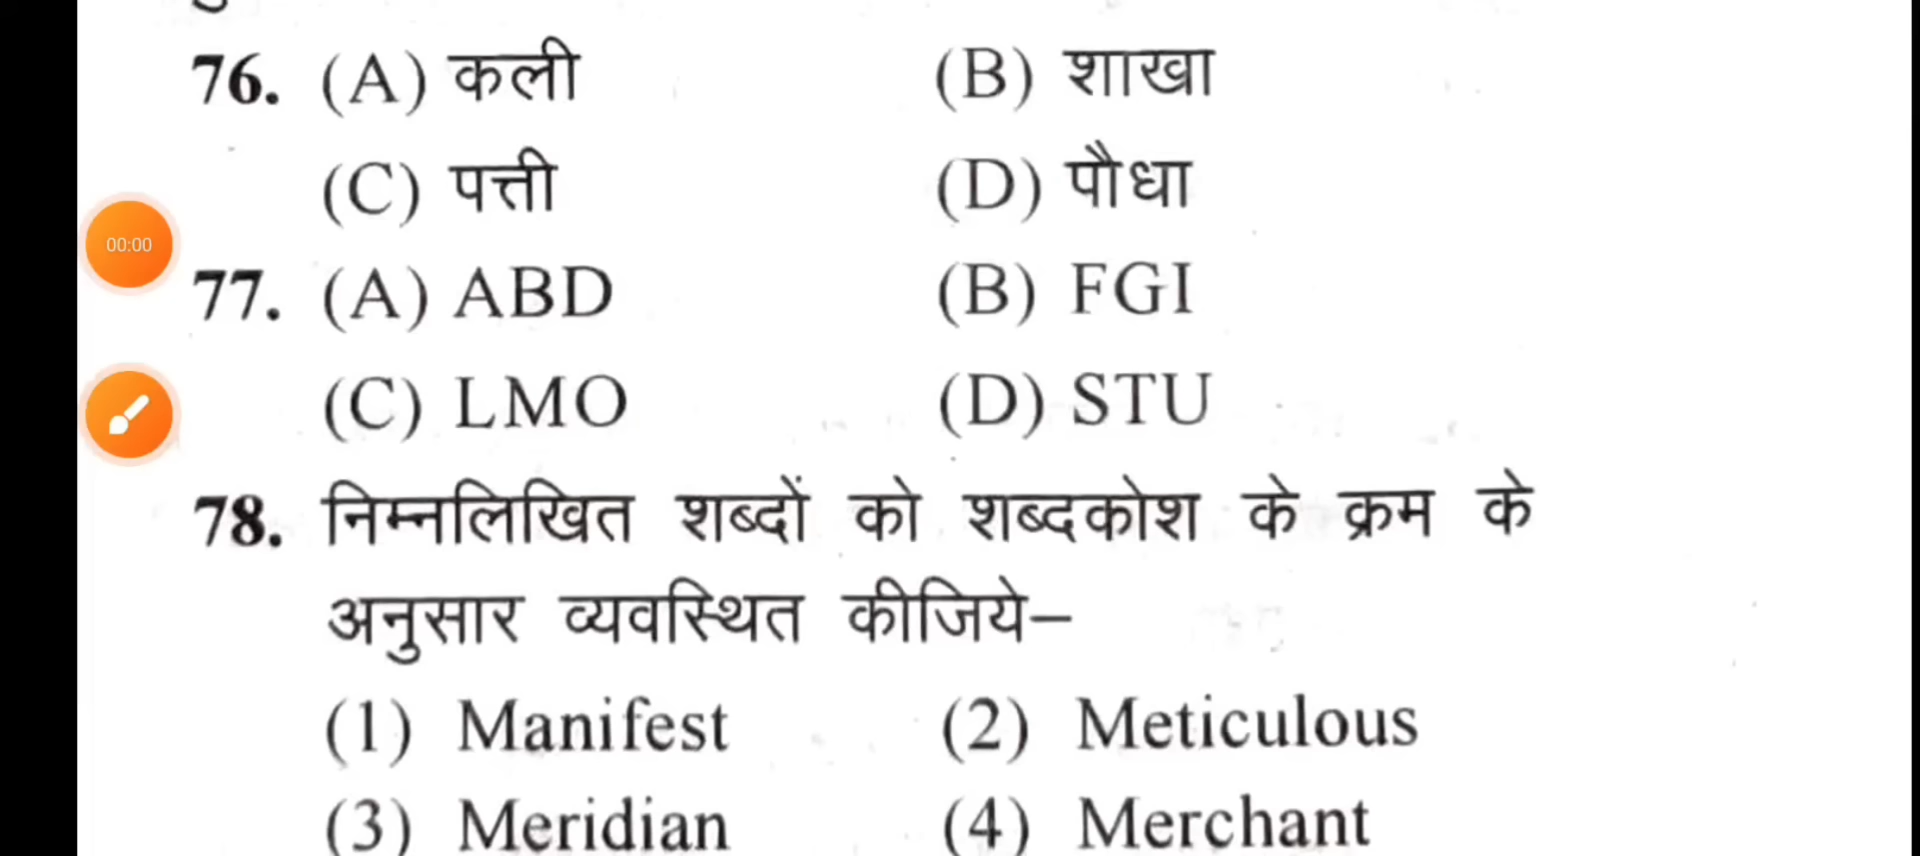 76. (A) कली (B) शाखा
(C) पत्ती (D) पौधा
00:00
77. (A) ABD (B) FGI
(C) LMO (D) STU
78. निम्नलिखित शब्दों को शब्दकोश के क्रम के
अनुसार व्यवस्थित कीजिये–
(1) Manifest (2) Meticulous
(3) Meridian (4) Merchant